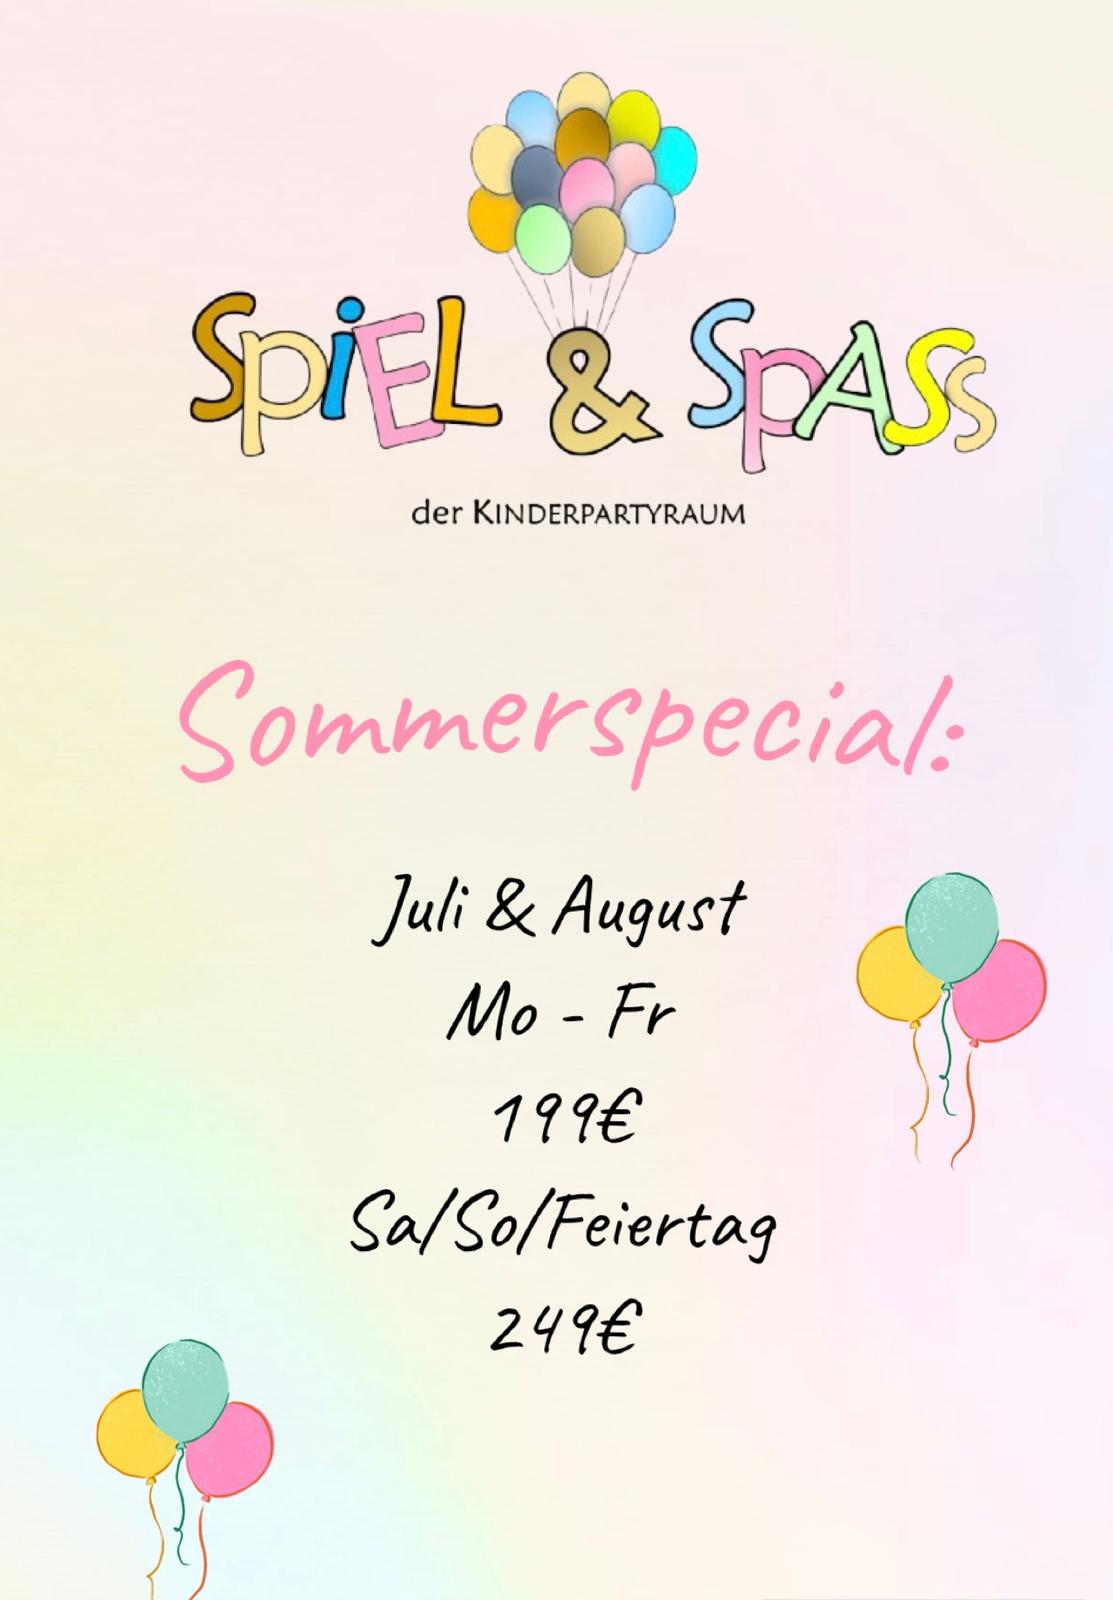 SpiEL & SpASs
der KINDERPARTYRAUM
Sommerspecial:
Juli & August
Mo - Fr
199€
Sa/So/Feiertag
249€